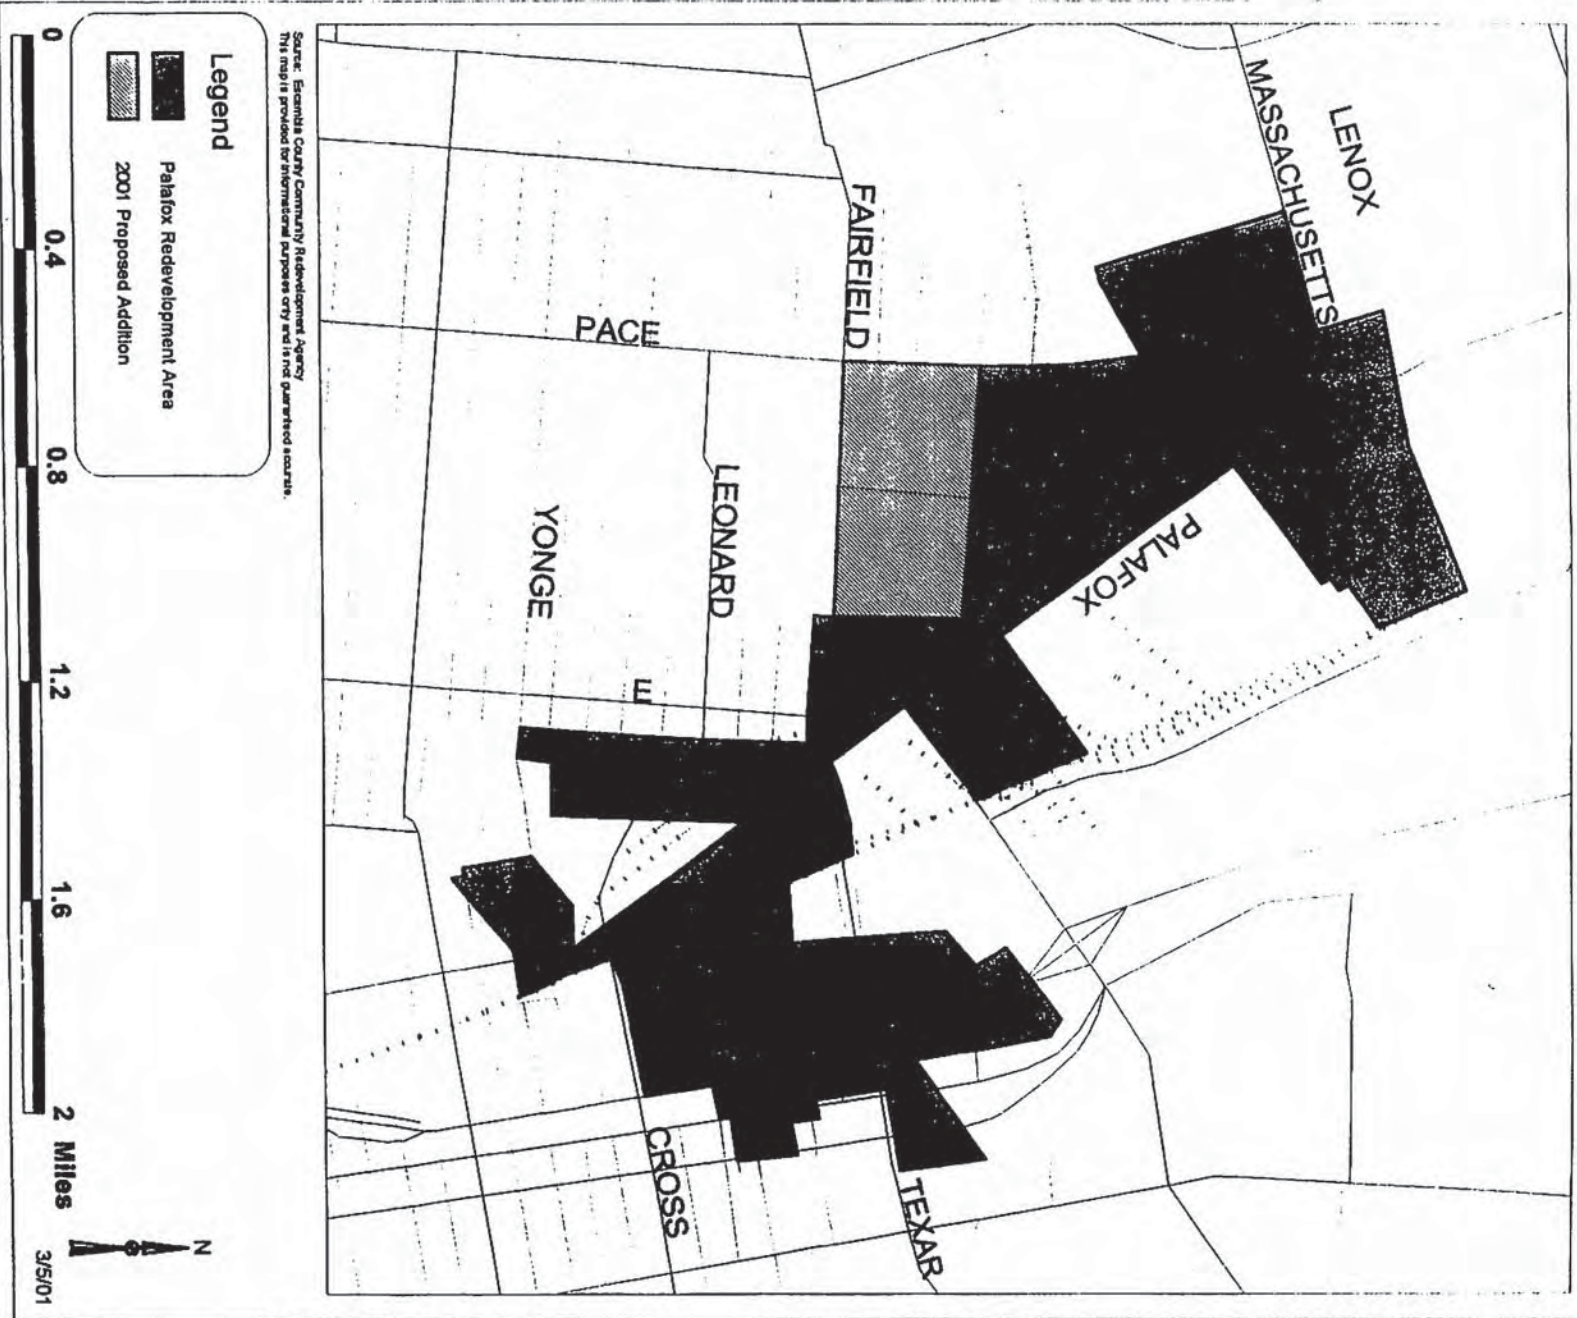 LENOX
MASSACHUSETTS
FAIRFIELD
PALAFOX
PACE
LEONARD
YONGE
E
TEXAR
CROSS
Source: Escambia County Community Redevelopment Agency
This map is provided for informational purposes only and is not guaranteed accurate.
Legend
Palafox Redevelopment Area
2001 Proposed Addition
0 0.4 0.8 1.2 1.6 2 Miles
N
3/5/01